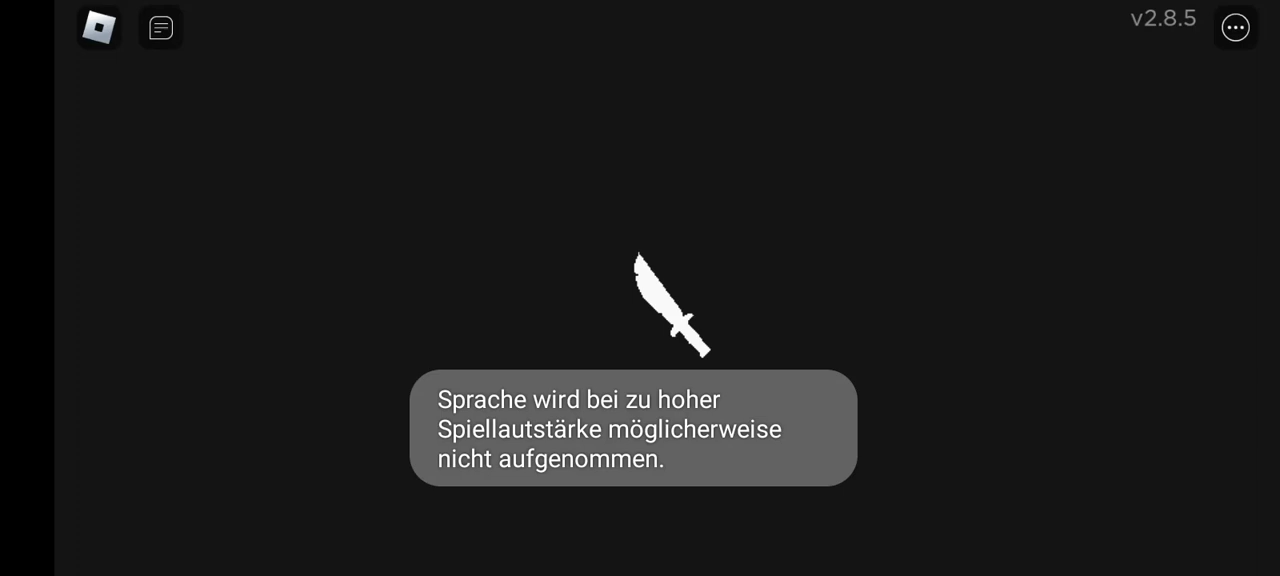 v2.8.5
Sprache wird bei zu hoher
Spiellautstärke möglicherweise
nicht aufgenommen.